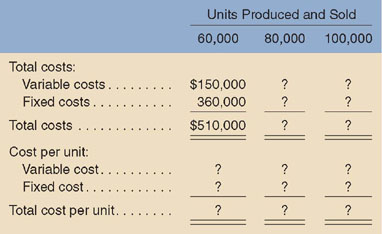 Units Produced and Sold
60,000 80,000 100,000
Total costs:
Variable costs . . . . . . . . . $150,000 ? ?
Fixed costs . . . . . . . . . . . 360,000 ? ?
Total costs . . . . . . . . . . . . $510,000 ? ?
Cost per unit:
Variable cost. . . . . . . . . . ? ? ?
Fixed cost. . . . . . . . . . . . ? ? ?
Total cost per unit. . . . . . . . ? ? ?